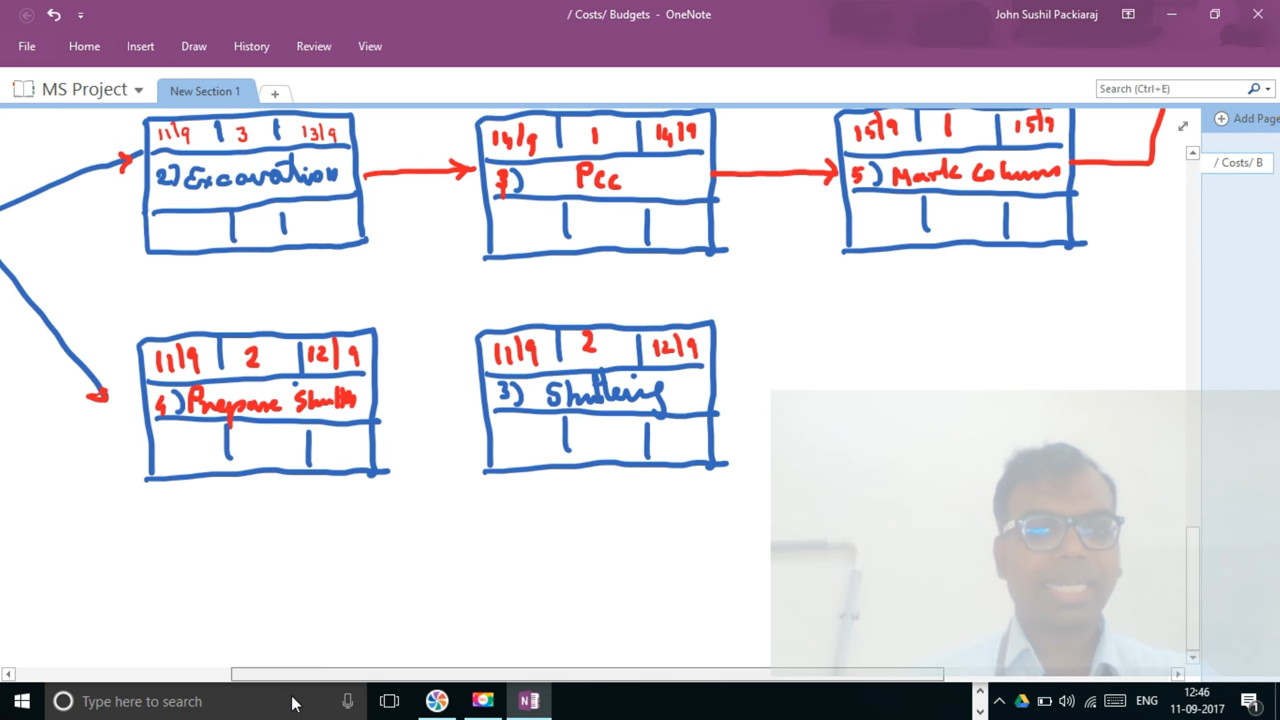 / Costs/ Budgets - OneNote
John Sushil Packiaraj
File
Home
Insert
Draw
History
Review
View
MS Project
New Section 1
Search (Ctrl+E)
Add Page
/ Costs/ B
11/9 3 13/9
2) Excavation
14/9 1 14/9
3) PCC
15/9 1 15/9
5) Mark Column
11/9 2 12/9
4) Prepare Shutter
11/9 2 12/9
3) Shuttering
Type here to search
ENG
12:46
11-09-2017
1